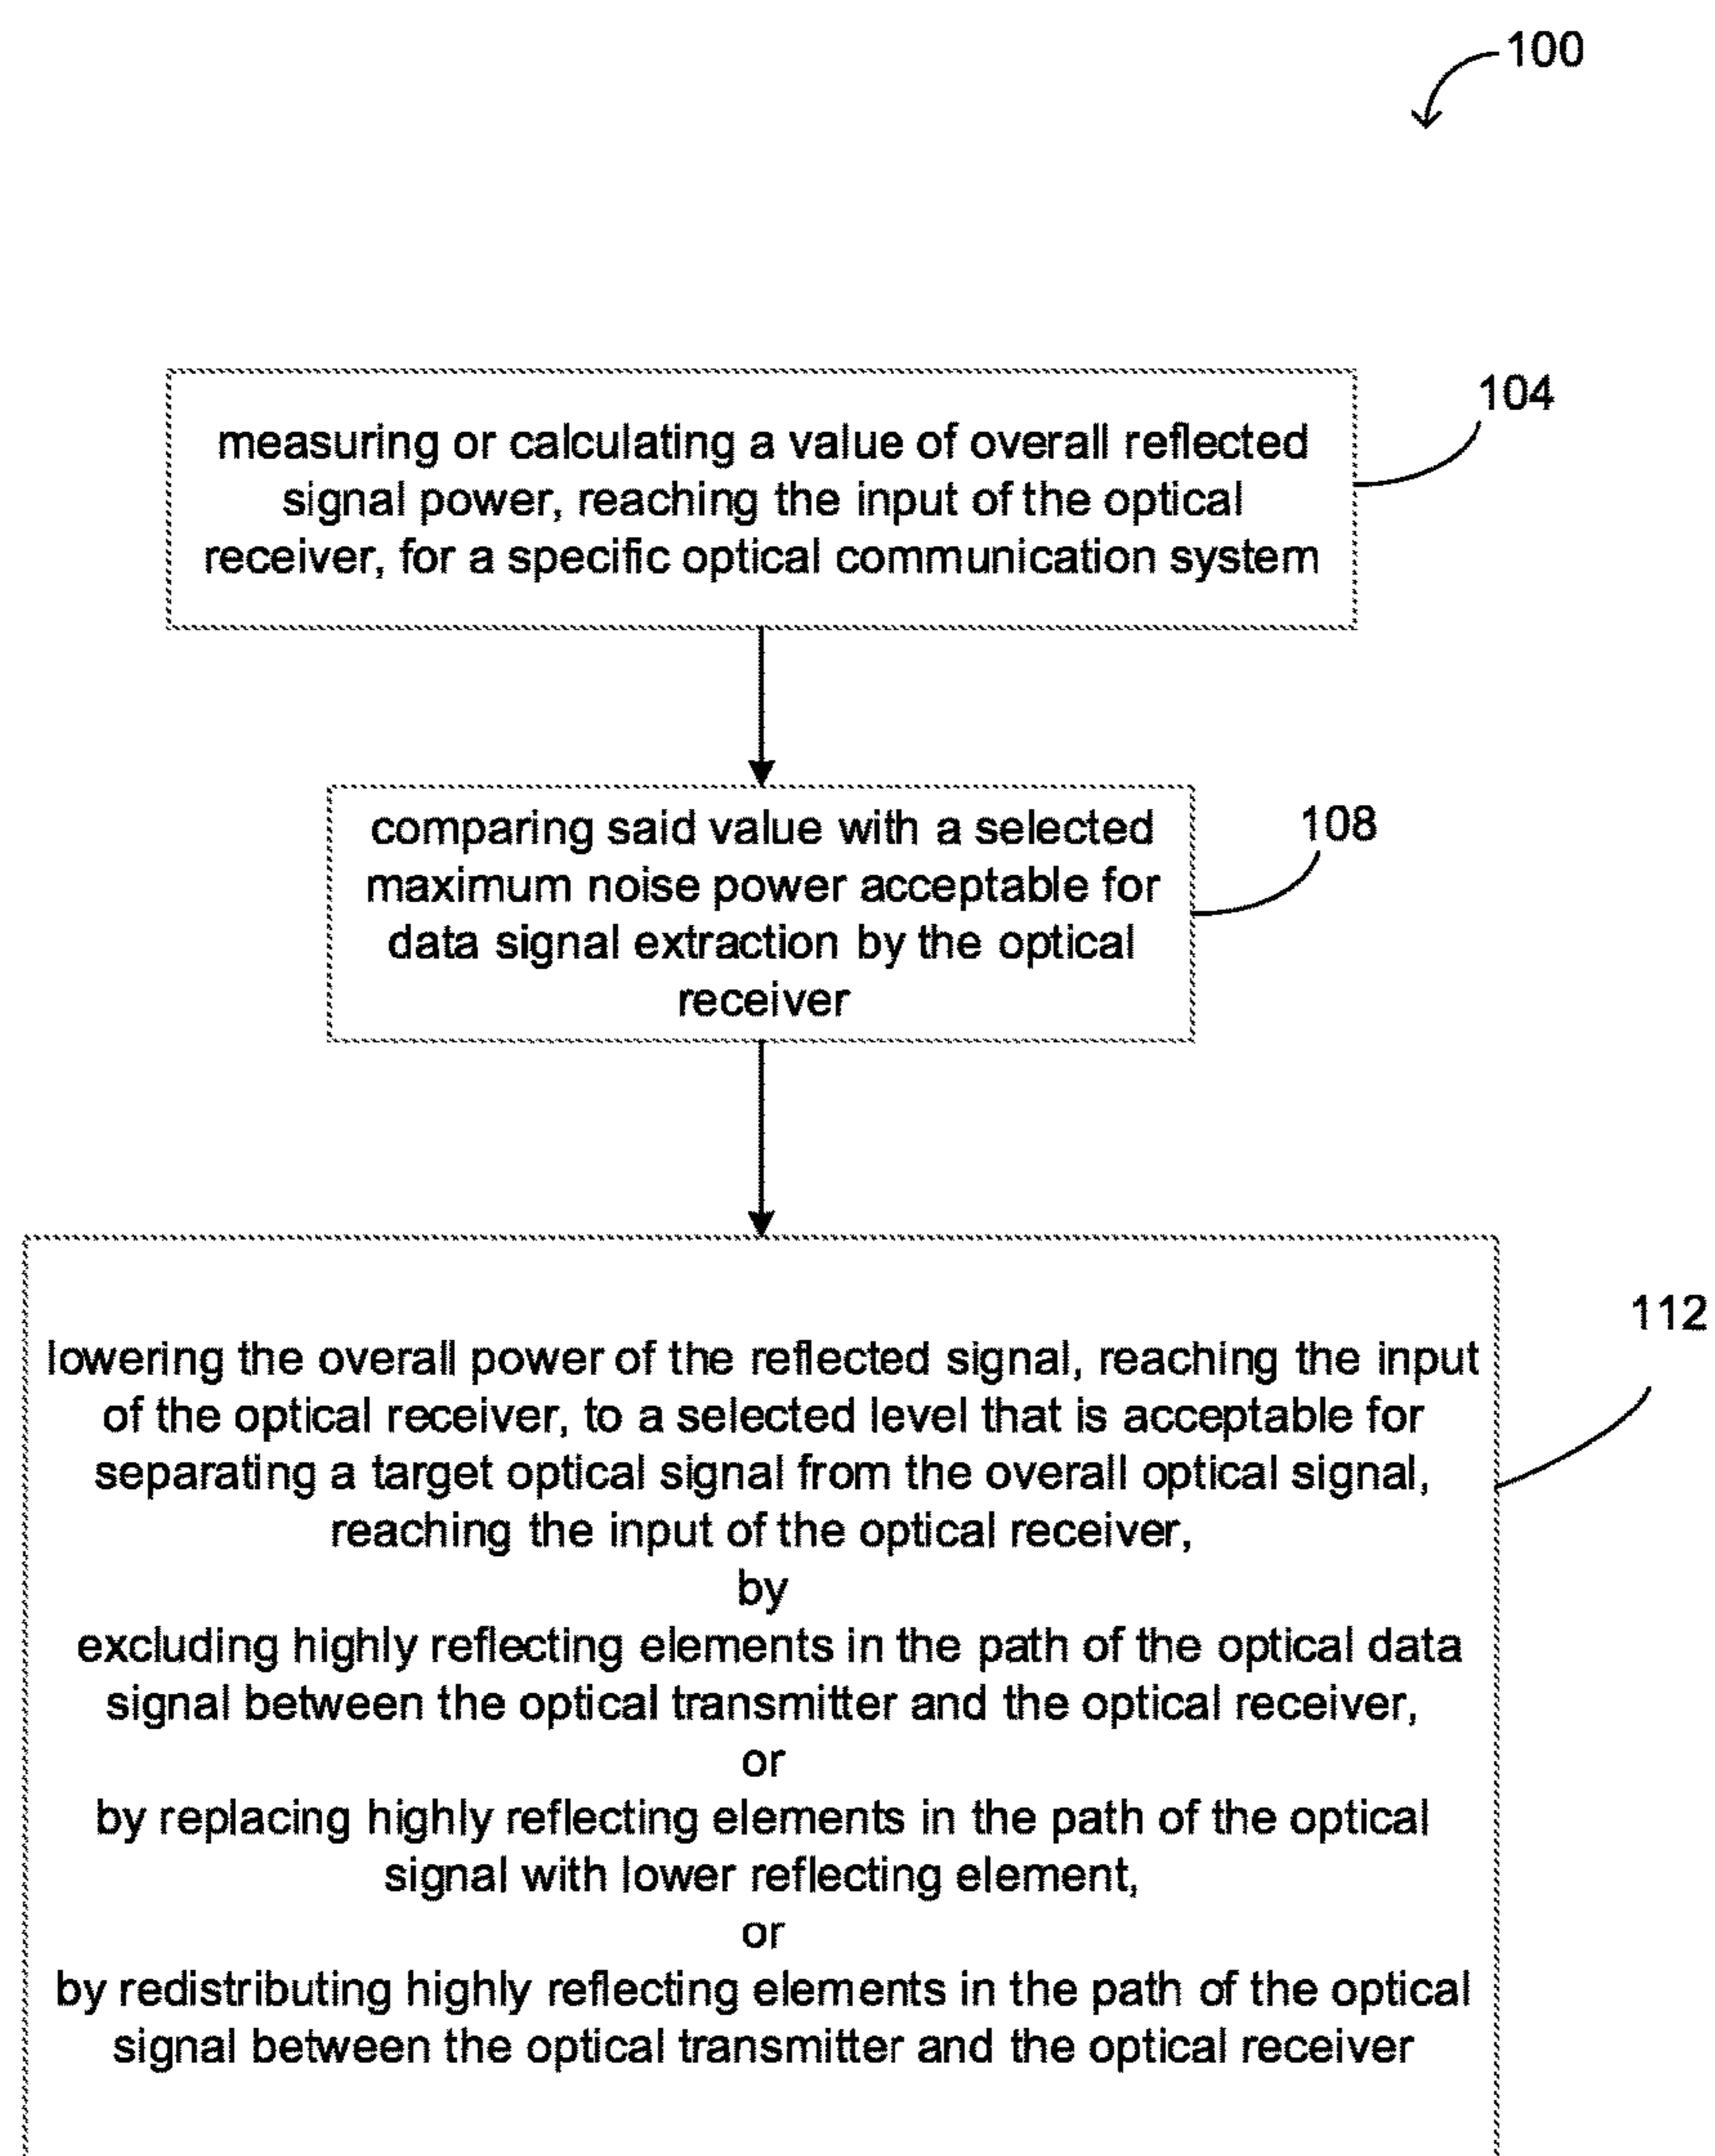 100
104
measuring or calculating a value of overall reflected
signal power, reaching the input of the optical
receiver, for a specific optical communication system
108
comparing said value with a selected
maximum noise power acceptable for
data signal extraction by the optical
receiver
112
lowering the overall power of the reflected signal, reaching the input
of the optical receiver, to a selected level that is acceptable for
separating a target optical signal from the overall optical signal,
reaching the input of the optical receiver,
by
excluding highly reflecting elements in the path of the optical data
signal between the optical transmitter and the optical receiver,
or
by replacing highly reflecting elements in the path of the optical
signal with lower reflecting element,
or
by redistributing highly reflecting elements in the path of the optical
signal between the optical transmitter and the optical receiver